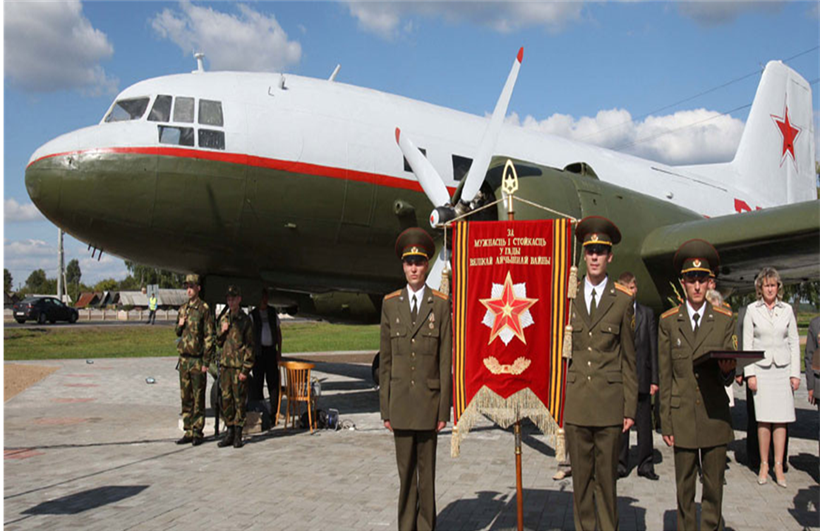 ЗА
МУЖНАСЦЬ І СТОЙКАСЦЬ
У ГАДЫ
ВЯЛІКАЙ АЙЧЫННАЙ ВАЙНЫ